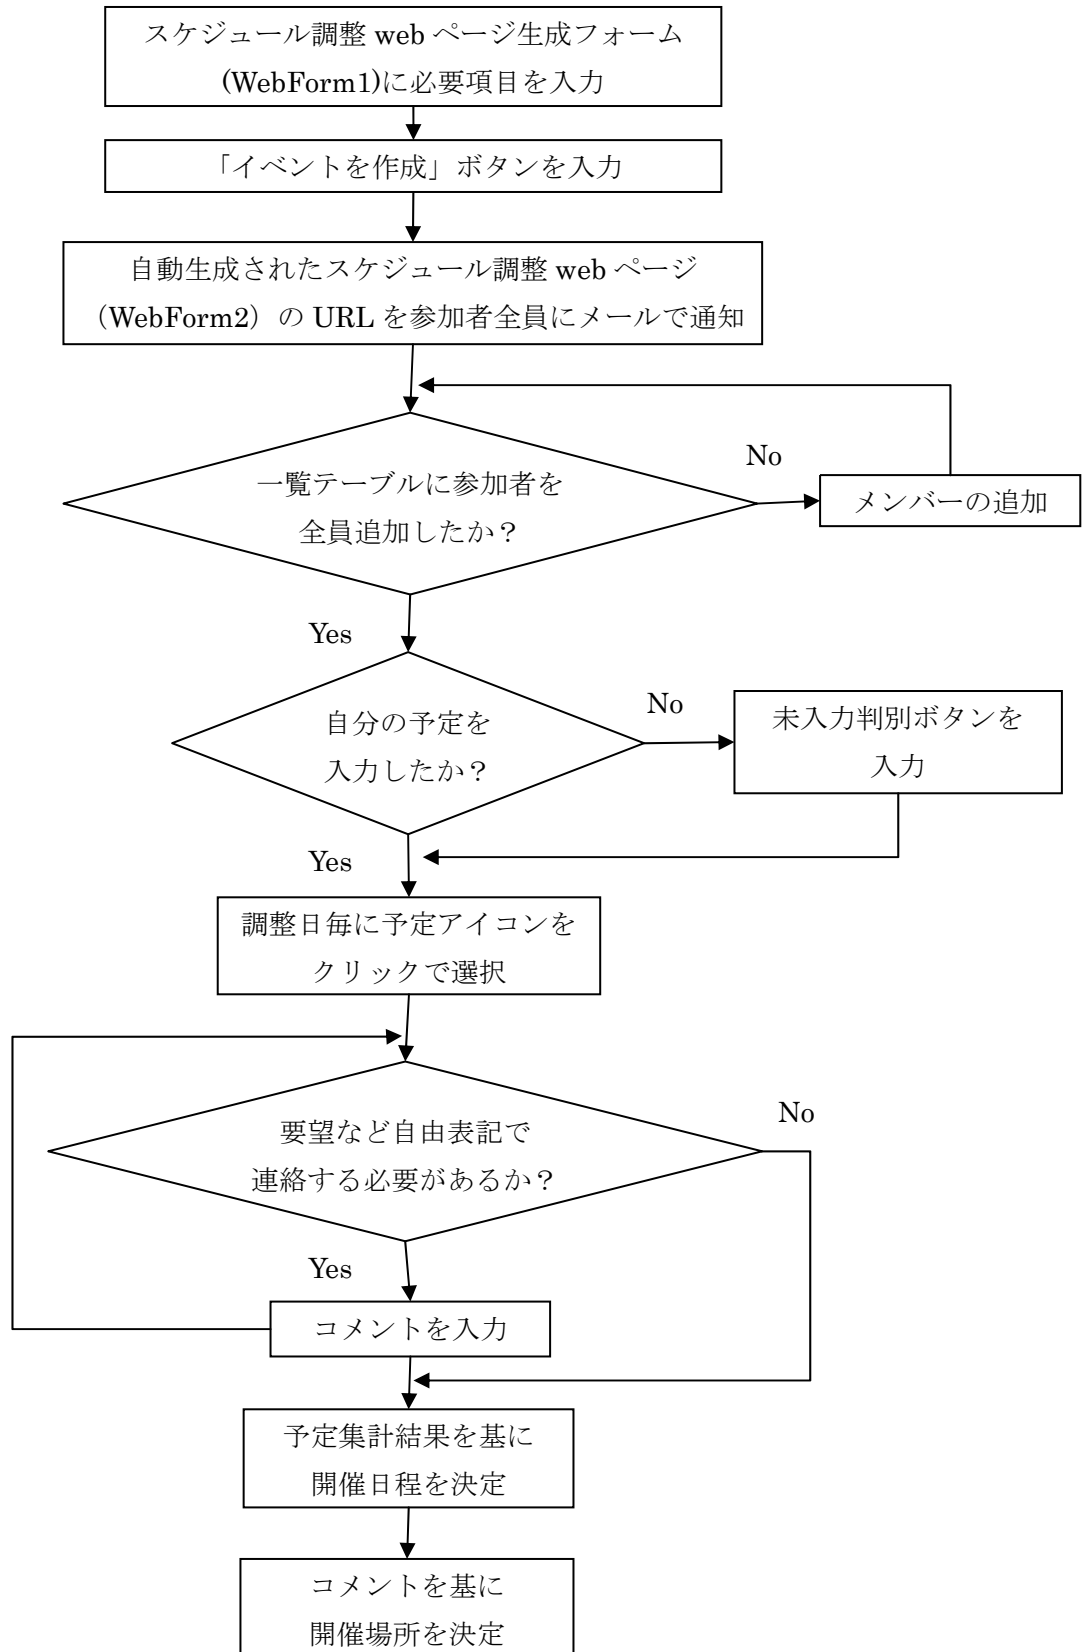 スケジュール調整 web ページ生成フォーム
(WebForm1)に必要項目を入力
「イベントを作成」ボタンを入力
自動生成されたスケジュール調整 web ページ
（WebForm2）の URL を参加者全員にメールで通知
一覧テーブルに参加者を
全員追加したか？
No
メンバーの追加
Yes
自分の予定を
入力したか？
No
未入力判別ボタンを
入力
Yes
調整日毎に予定アイコンを
クリックで選択
要望など自由表記で
連絡する必要があるか？
No
Yes
コメントを入力
予定集計結果を基に
開催日程を決定
コメントを基に
開催場所を決定